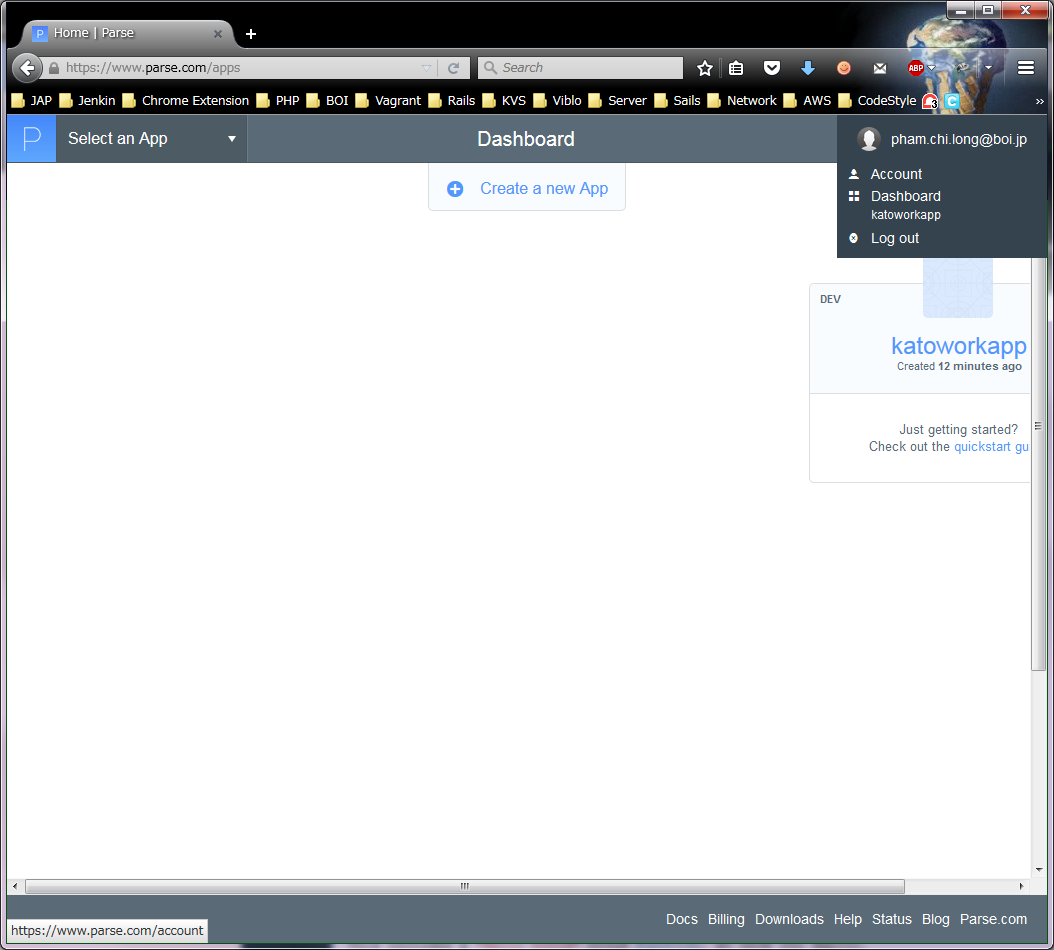 Home | Parse
https://www.parse.com/apps
Search
ABP
JAP Jenkin Chrome Extension PHP BOI Vagrant Rails KVS Viblo Server Sails Network AWS CodeStyle 3 C »
P
Select an App
Dashboard
pham.chi.long@boi.jp
Create a new App
Account
Dashboard
katoworkapp
Log out
DEV
katoworkapp
Created 12 minutes ago
Just getting started?
Check out the quickstart gu
Docs Billing Downloads Help Status Blog Parse.com
https://www.parse.com/account